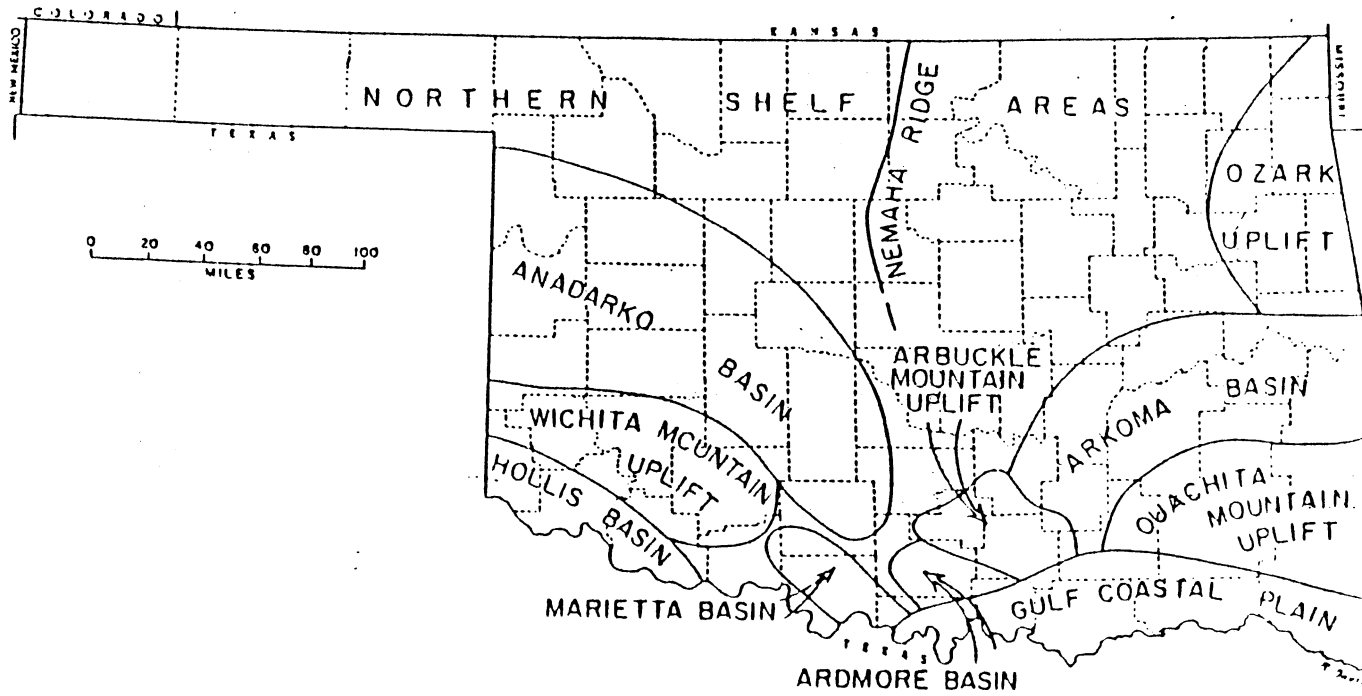 COLORADO
KANSAS
NEW MEXICO
MISSOURI
NORTHERN SHELF AREAS
NEMAHA RIDGE
TEXAS
OZARK
UPLIFT
0 20 40 60 80 100
MILES
ANADARKO
BASIN
ARBUCKLE
MOUNTAIN
UPLIFT
ARKOMA BASIN
WICHITA MOUNTAIN
UPLIFT
HOLLIS BASIN
OUACHITA
MOUNTAIN
UPLIFT
MARIETTA BASIN
GULF COASTAL PLAIN
TEXAS
ARDMORE BASIN